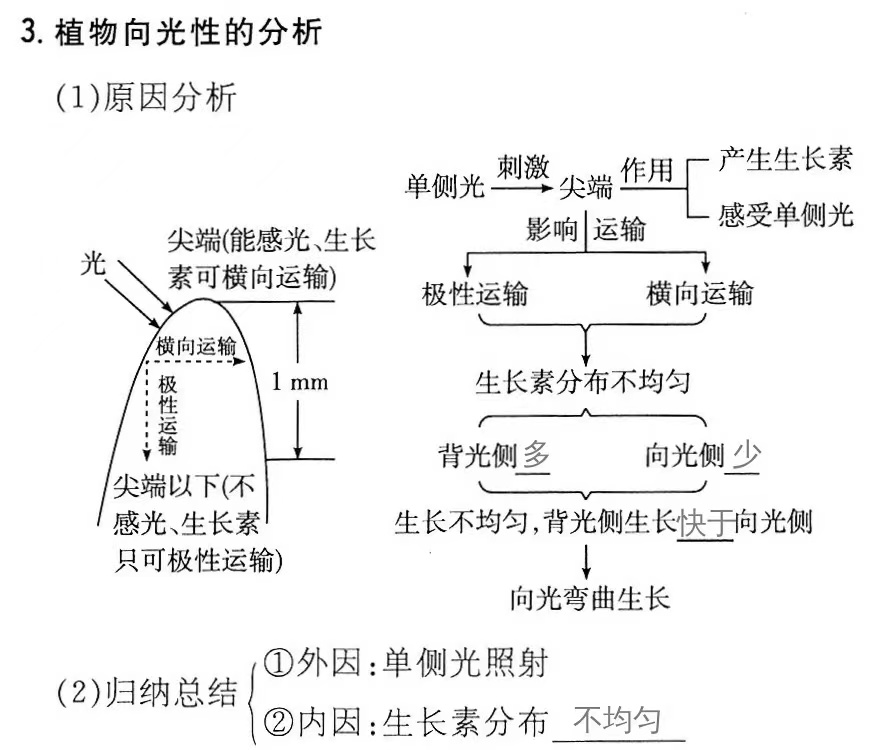 3. 植物向光性的分析
(1)原因分析
光
尖端(能感光、生长
素可横向运输)
横向运输
极性运输
1 mm
尖端以下(不
感光、生长素
只可极性运输)
单侧光
刺激
尖端
作用
产生生长素
感受单侧光
影响
运输
极性运输
横向运输
生长素分布不均匀
背光侧多
向光侧少
生长不均匀,背光侧生长快于向光侧
向光弯曲生长
(2)归纳总结
①外因:单侧光照射
②内因:生长素分布 不均匀